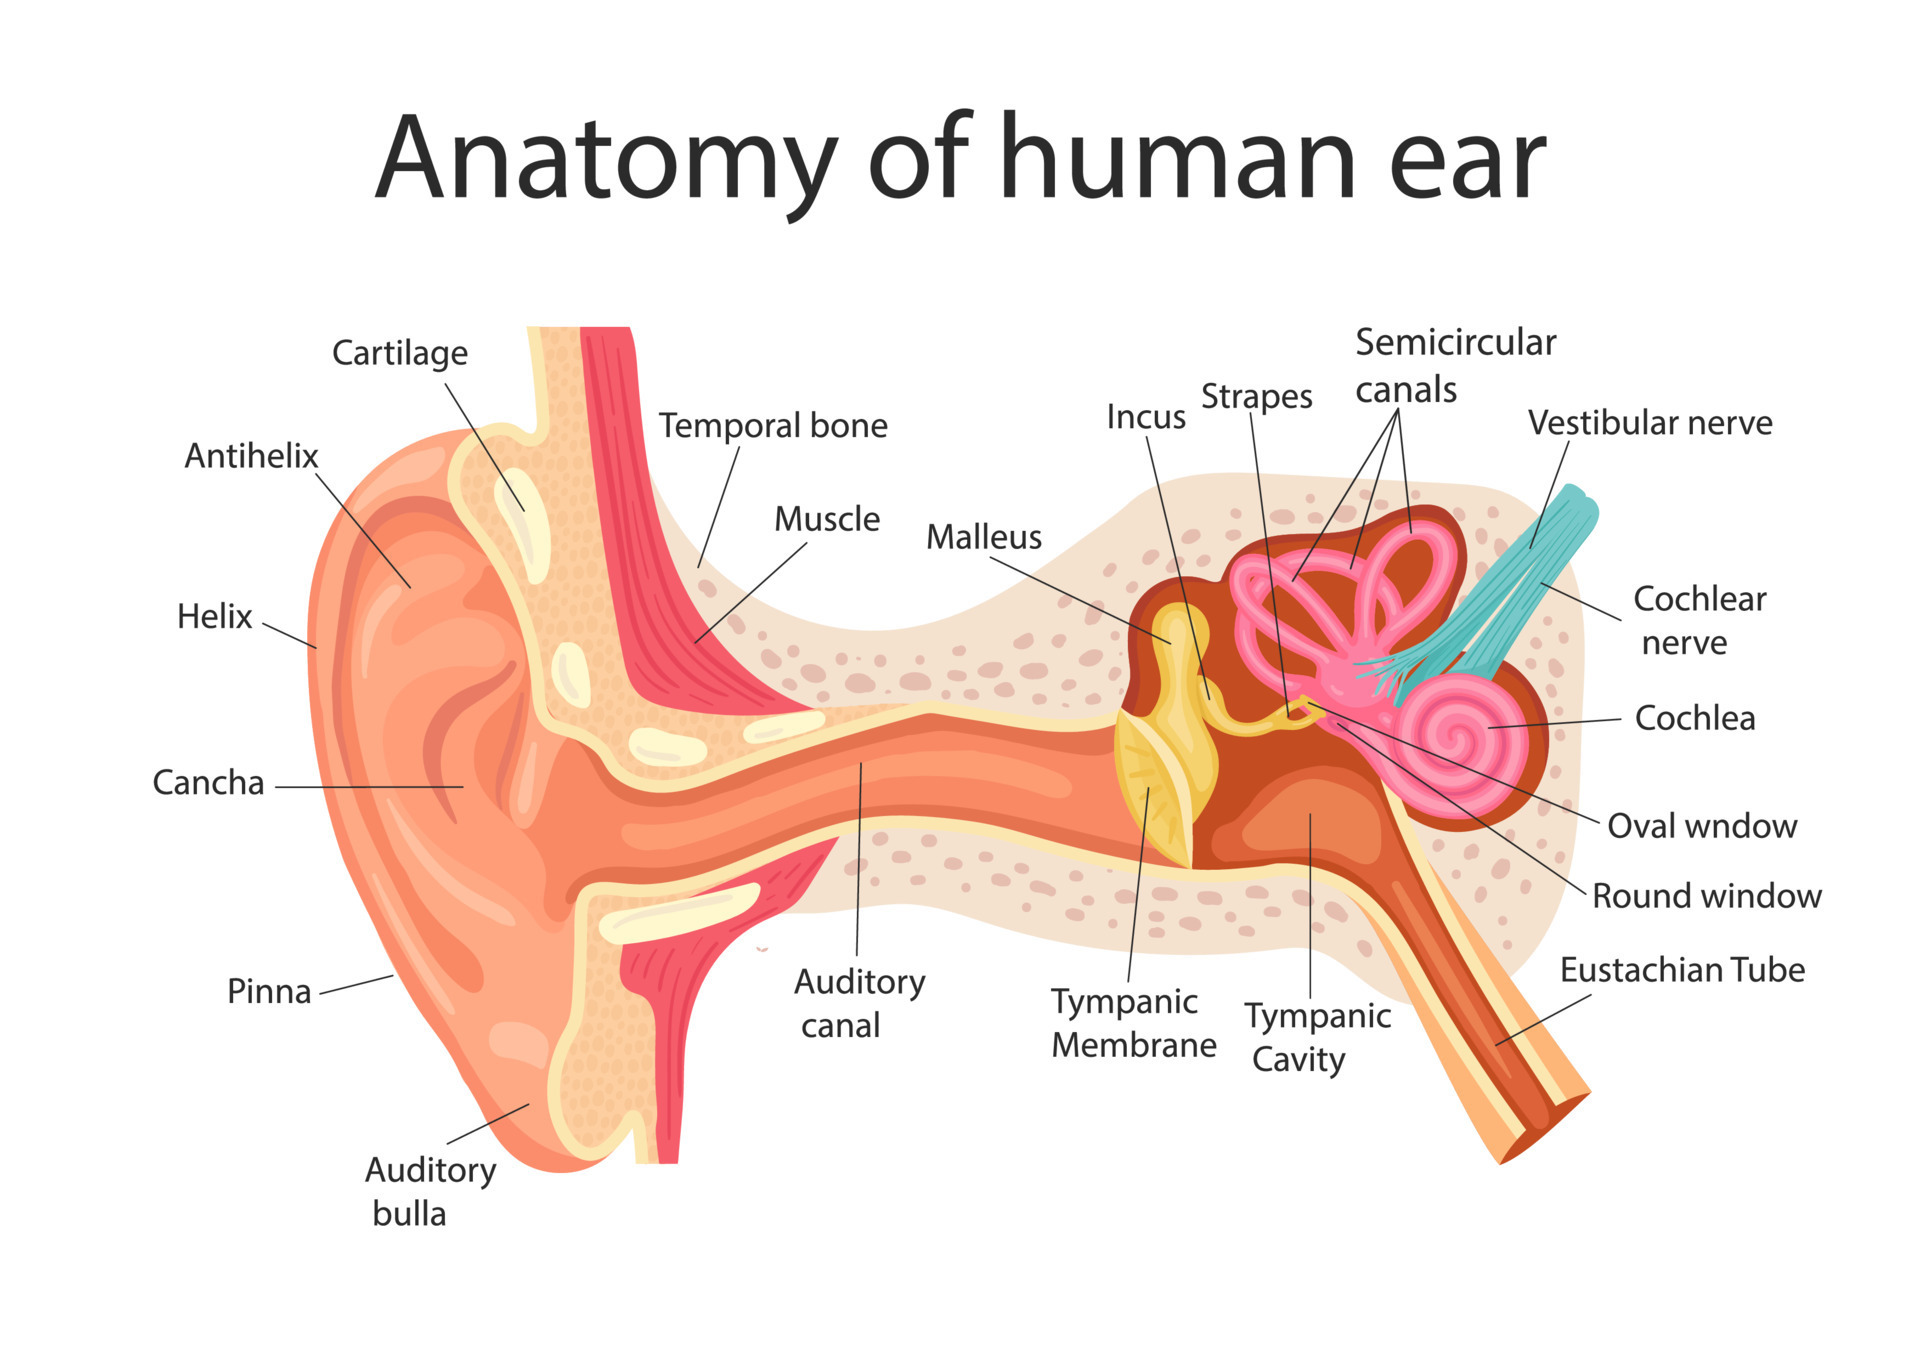 Anatomy of human ear
Cartilage
Antihelix
Helix
Cancha
Pinna
Auditory
bulla
Temporal bone
Muscle
Auditory
canal
Malleus
Incus
Strapes
Semicircular
canals
Vestibular nerve
Cochlear
nerve
Cochlea
Oval wndow
Round window
Eustachian Tube
Tympanic
Membrane
Tympanic
Cavity